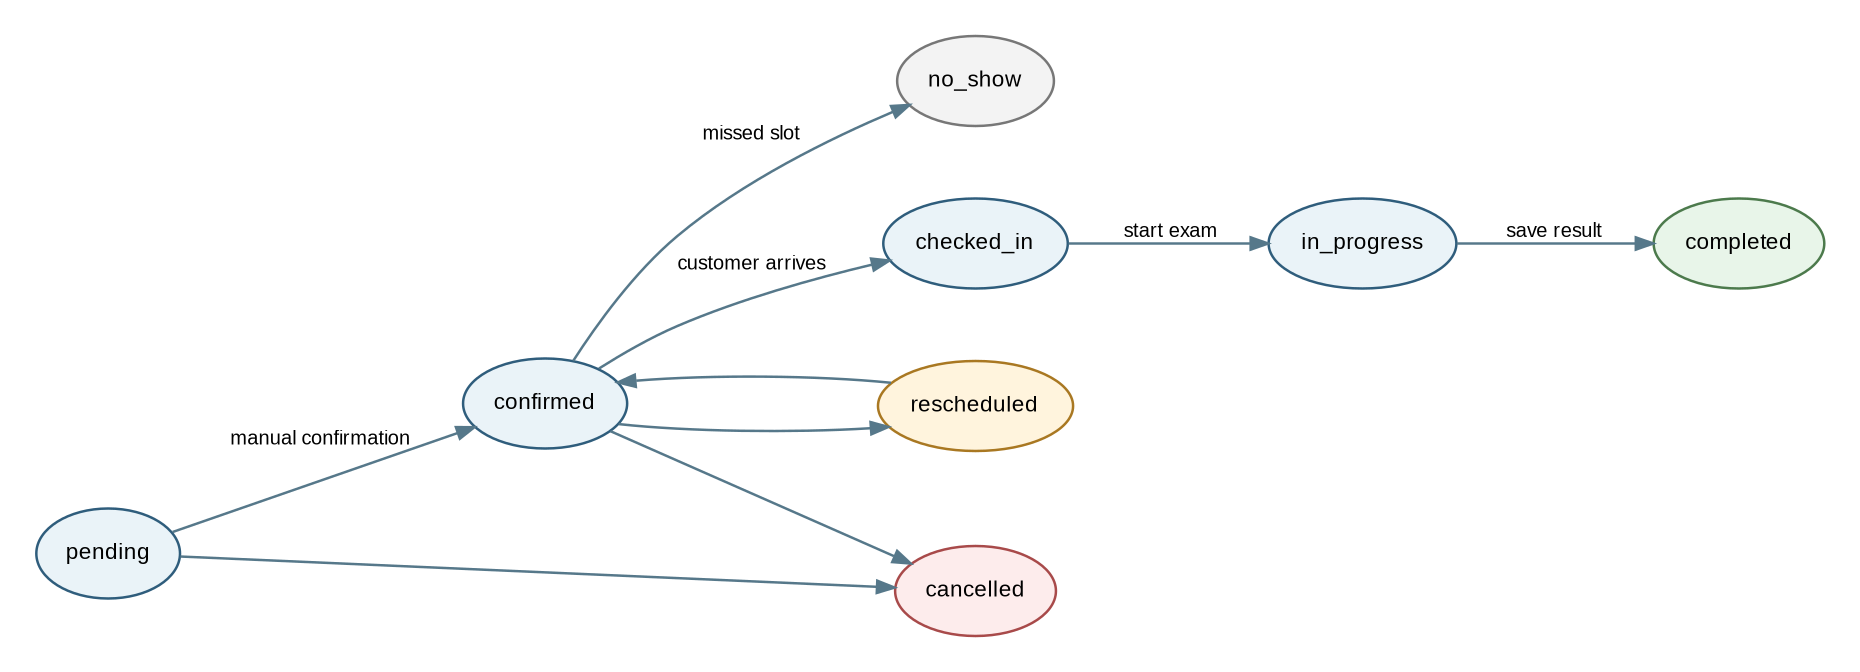 no_show
missed slot
checked_in
start exam
in_progress
save result
completed
customer arrives
confirmed
rescheduled
manual confirmation
pending
cancelled